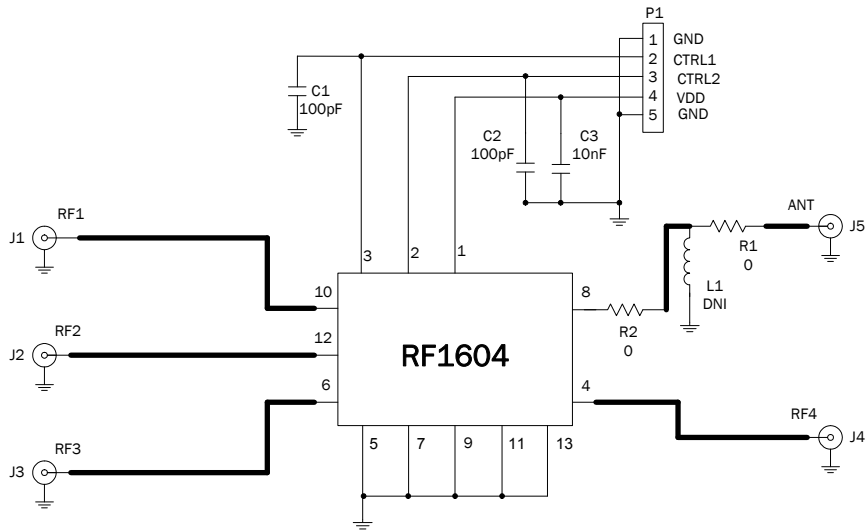 P1
1 GND
2 CTRL1
3 CTRL2
4 VDD
5 GND
C1
100pF
C2
100pF
C3
10nF
RF1
J1
RF2
J2
RF3
J3
3
2
1
10
12
6
8
4
RF1604
5
7
9
11
13
R2
0
L1
DNI
R1
0
ANT
J5
RF4
J4